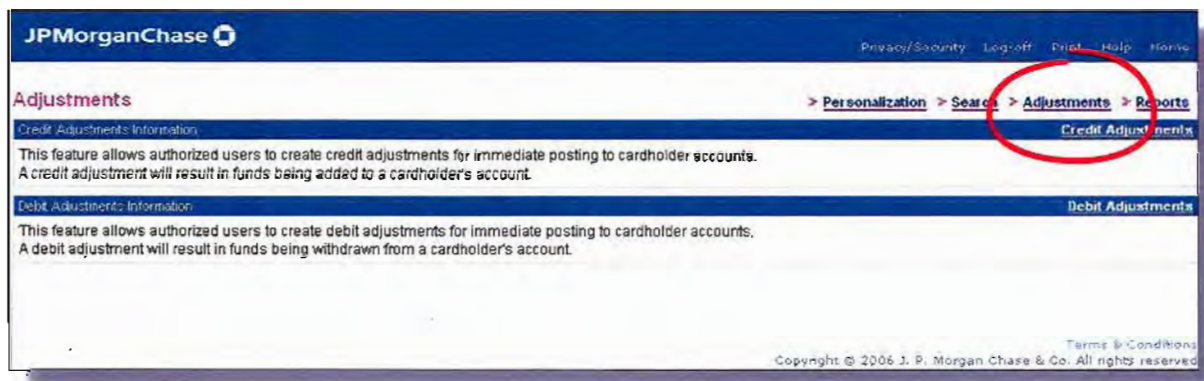 JPMorganChase
Privacy/Security Log-off Print Help Home
Adjustments
> Personalization > Search > Adjustments > Reports
Credit Adjustments Information Credit Adjustments
This feature allows authorized users to create credit adjustments for immediate posting to cardholder accounts.
A credit adjustment will result in funds being added to a cardholder's account.
Debit Adjustments Information Debit Adjustments
This feature allows authorized users to create debit adjustments for immediate posting to cardholder accounts.
A debit adjustment will result in funds being withdrawn from a cardholder's account.
Terms & Conditions
Copyright © 2006 J. P. Morgan Chase & Co. All rights reserved